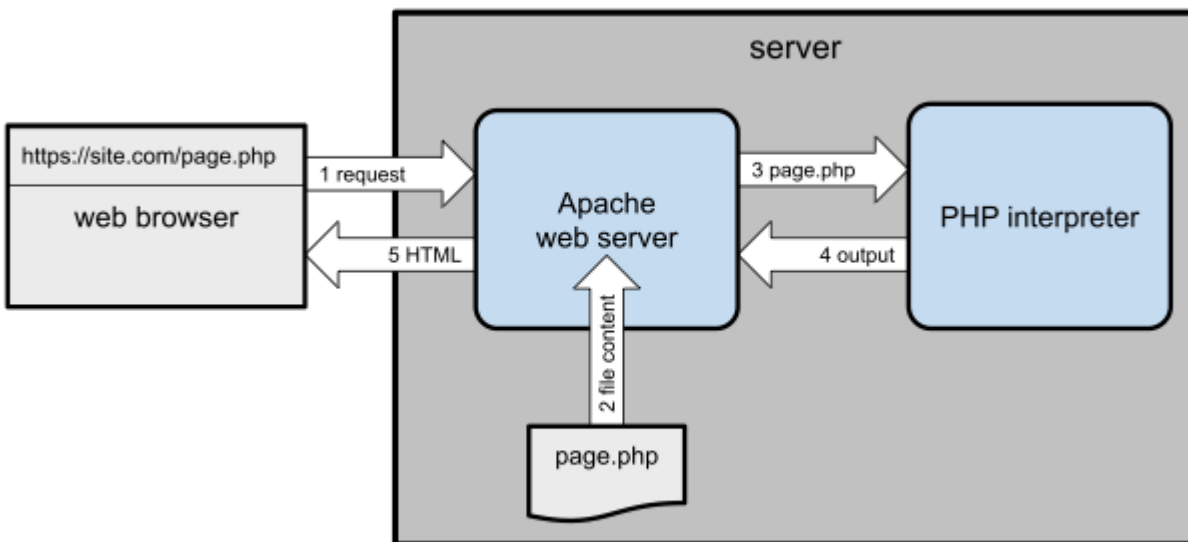 server
https://site.com/page.php
web browser
1 request
5 HTML
Apache
web server
3 page.php
4 output
PHP interpreter
2 file content
page.php